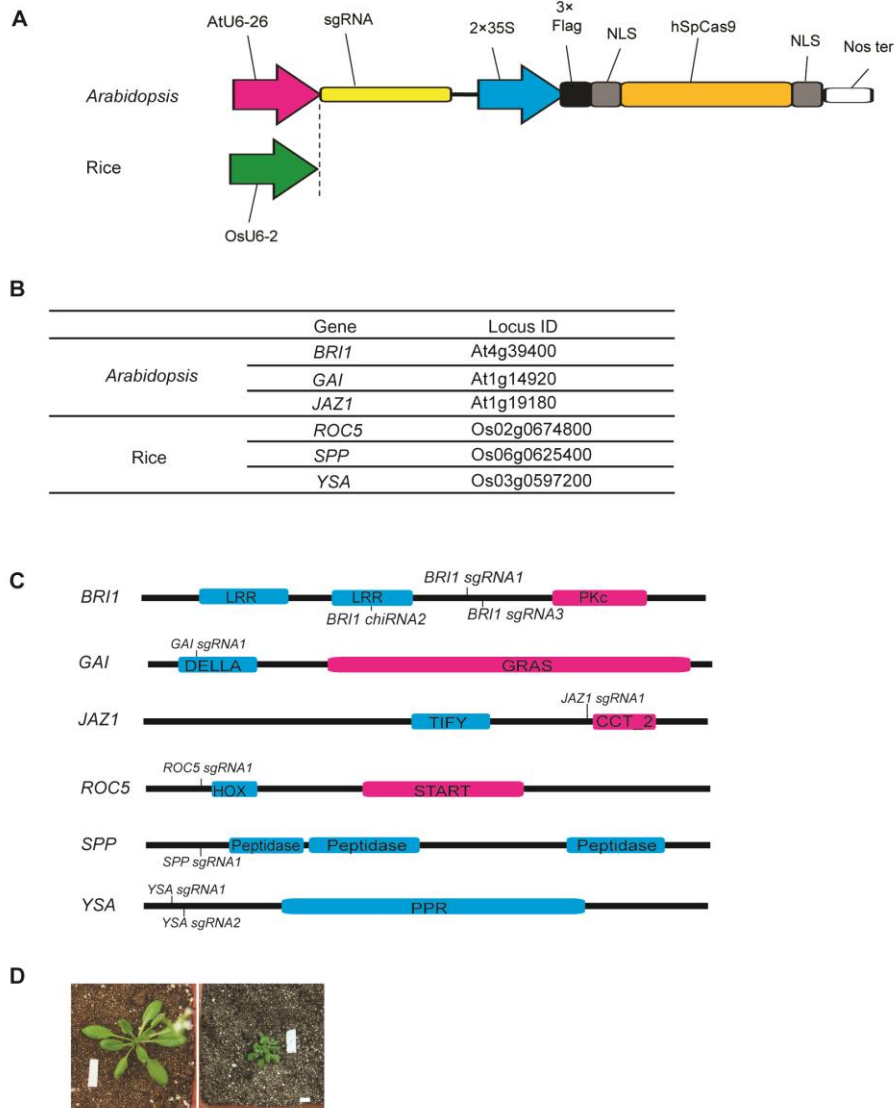 A
AtU6-26
sgRNA
2×35S
3×
Flag
NLS
hSpCas9
NLS
Nos ter
Arabidopsis
Rice
OsU6-2
B
Gene Locus ID
Arabidopsis
BRI1 At4g39400
GAI At1g14920
JAZ1 At1g19180
Rice
ROC5 Os02g0674800
SPP Os06g0625400
YSA Os03g0597200
C
BRI1 sgRNA1
BRI1 LRR LRR PKc
BRI1 chiRNA2 BRI1 sgRNA3
GAI sgRNA1
GAI DELLA GRAS
JAZ1 sgRNA1
JAZ1 TIFY CCT_2
ROC5 sgRNA1
ROC5 HOX START
SPP Peptidase Peptidase Peptidase
SPP sgRNA1
YSA sgRNA1
YSA PPR
YSA sgRNA2
D